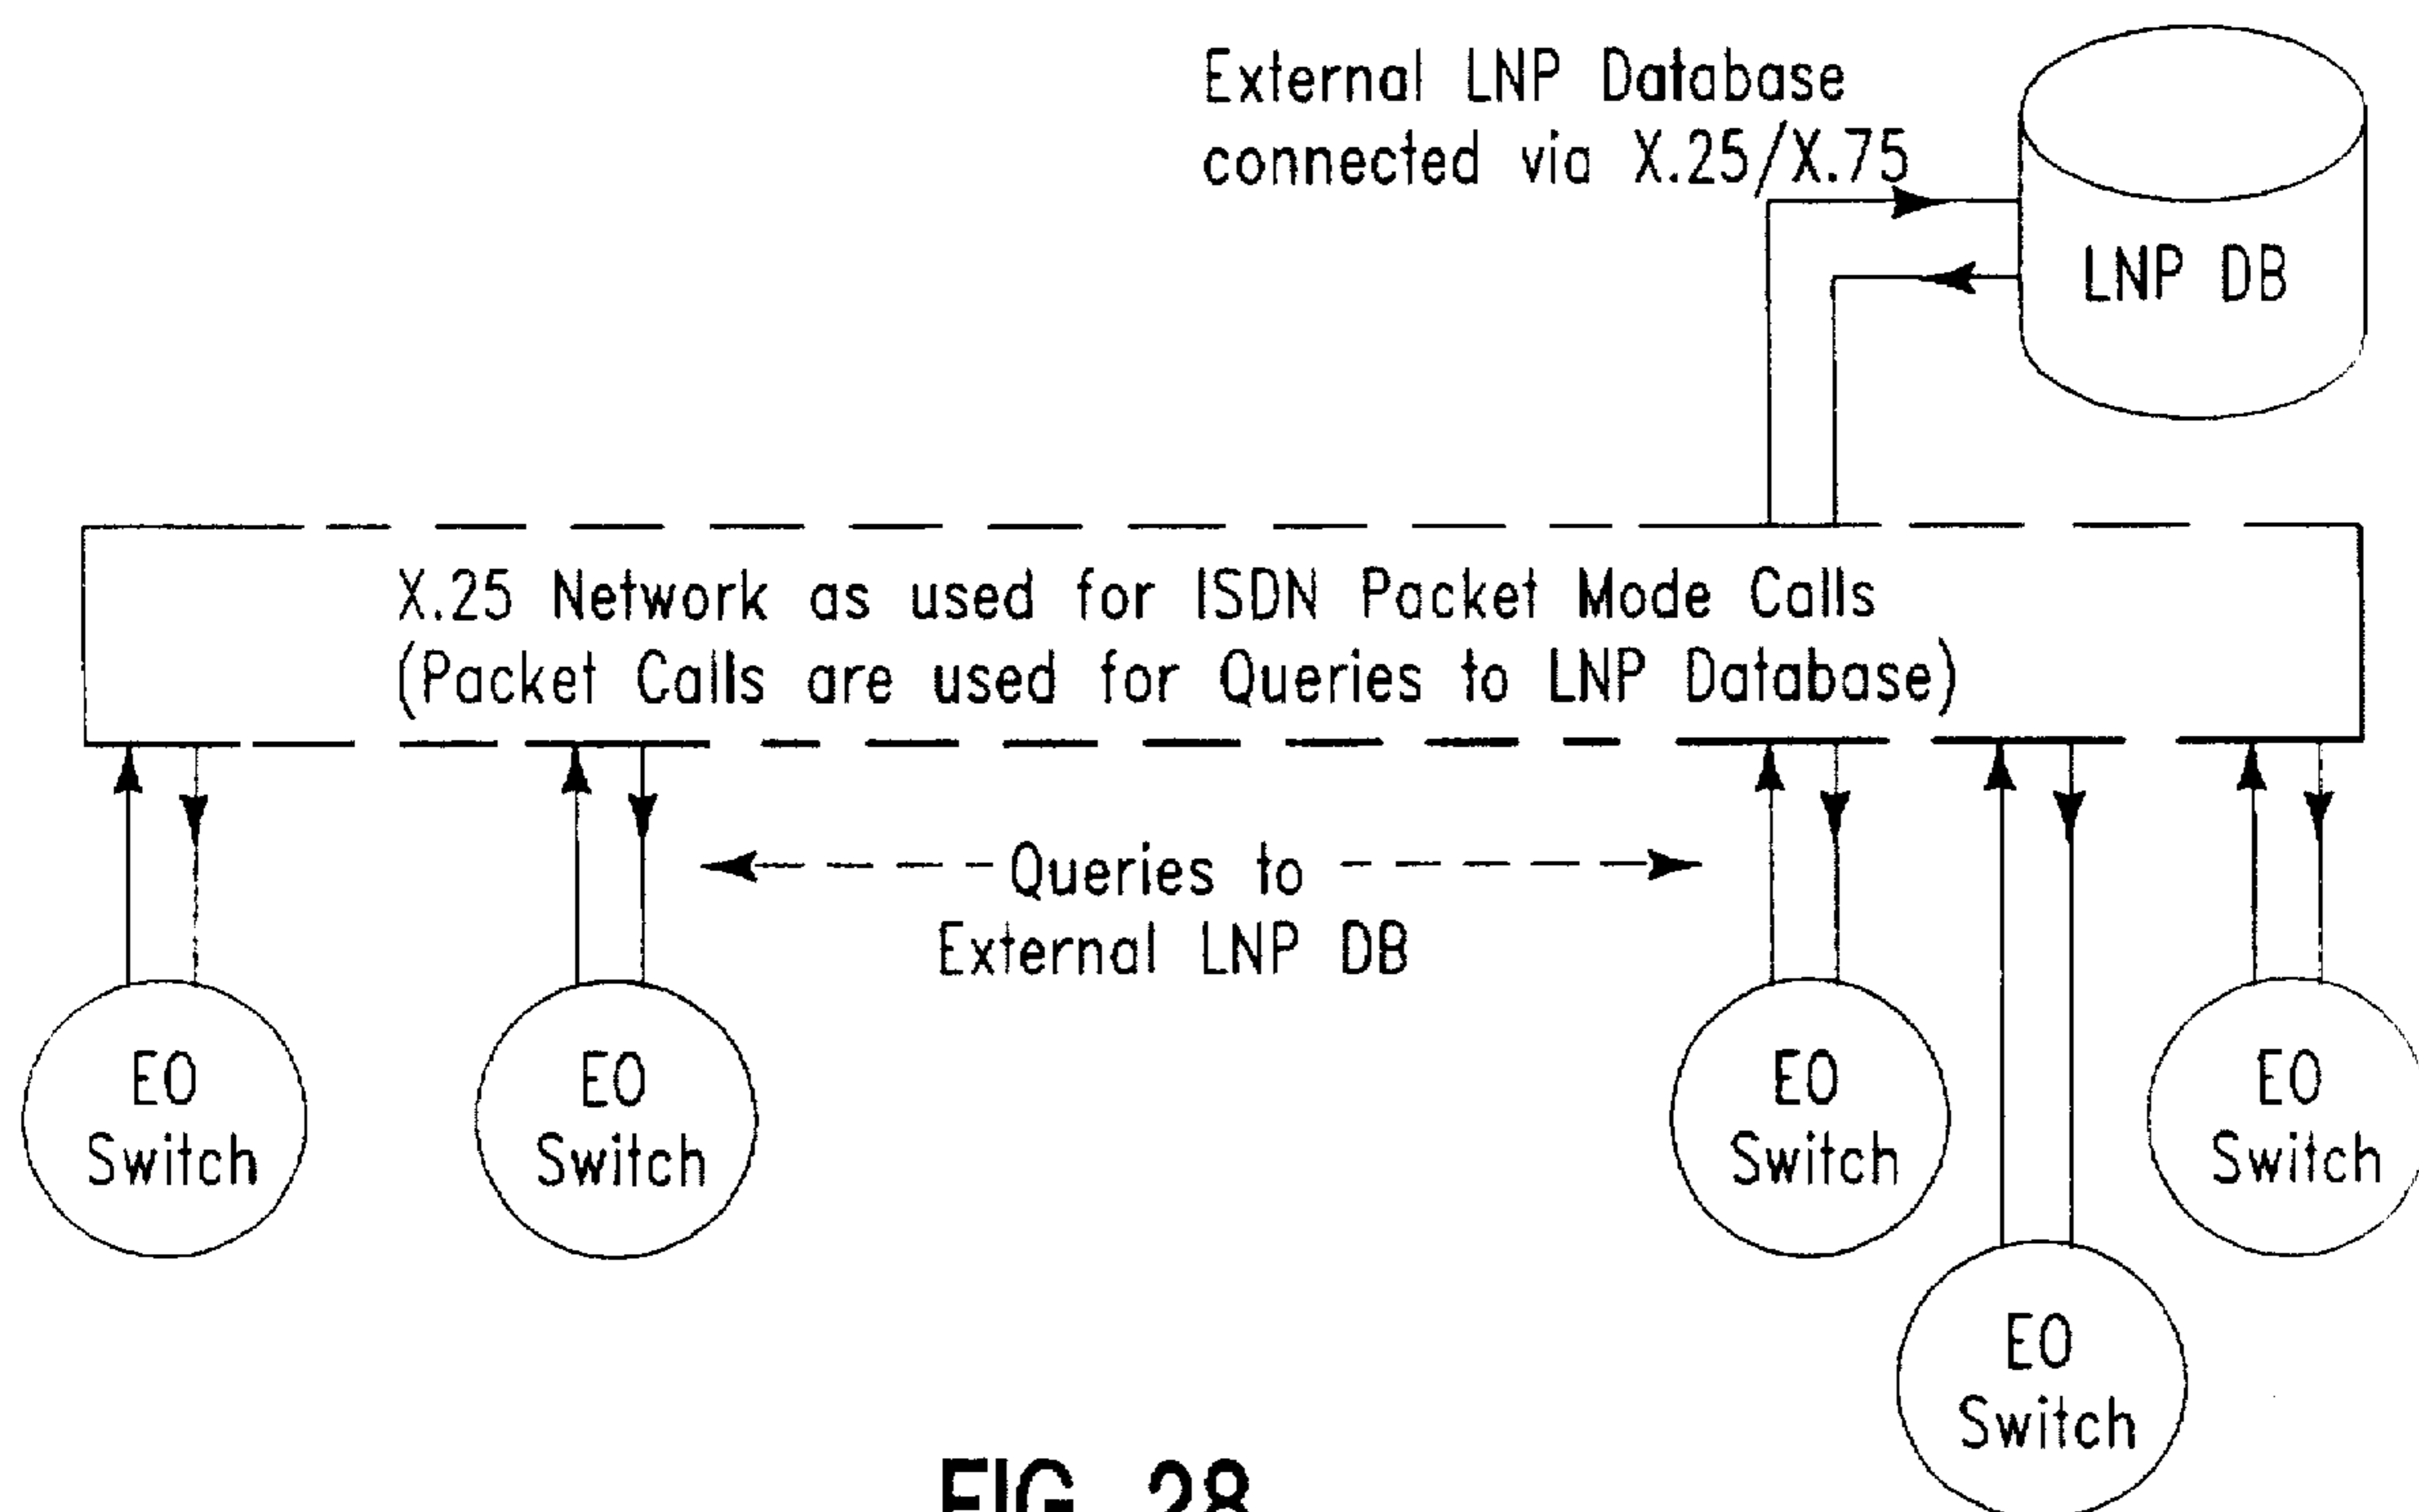 External LNP Database
connected via X.25/X.75
LNP DB
X.25 Network as used for ISDN Packet Mode Calls
(Packet Calls are used for Queries to LNP Database)
Queries to
External LNP DB
EO
Switch
EO
Switch
EO
Switch
EO
Switch
EO
Switch
FIG. 28